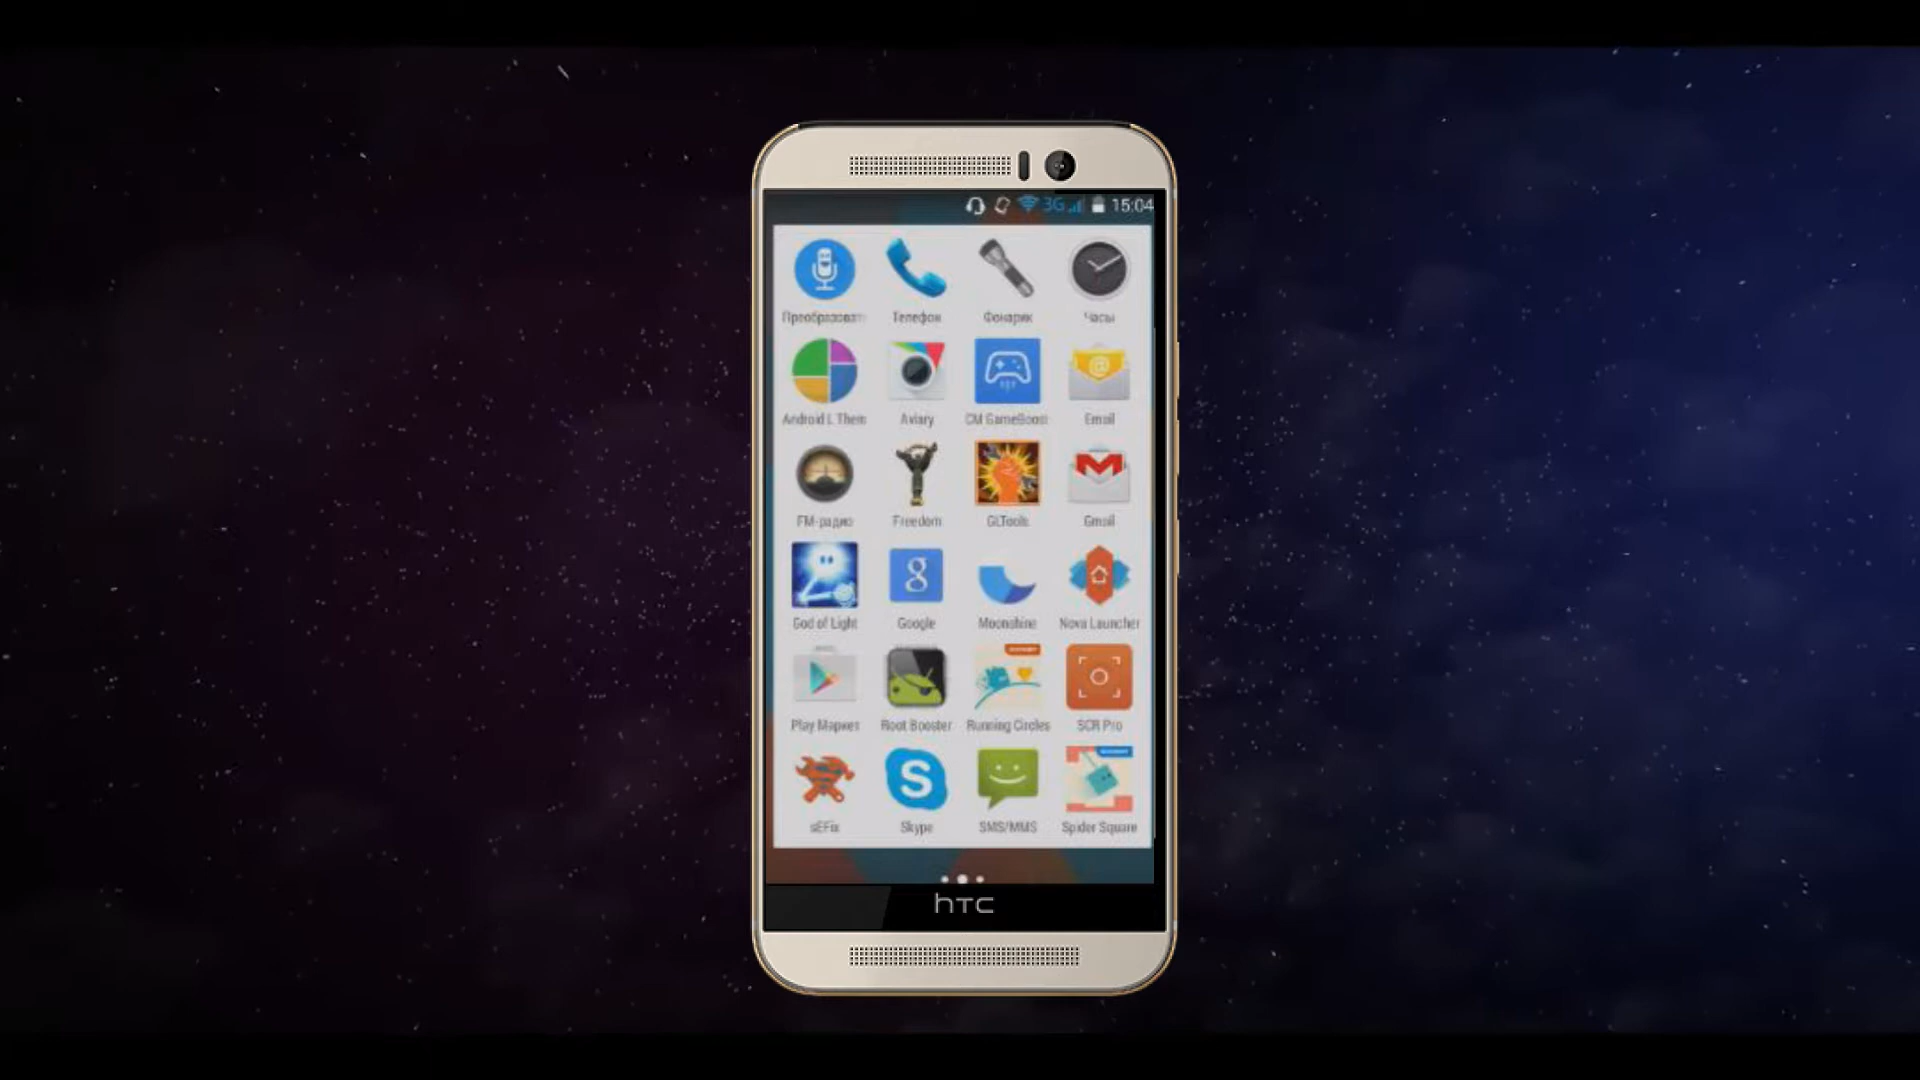 3G 15:04
Преобразоват
Телефон
Фонарик
Часы
Android L Them
Aviary
CM GameBoost
Email
FM-радио
Freedom
GLTools
Gmail
God of Light
Google
Moonshine
Nova Launcher
Play Маркет
Root Booster
Running Circles
SCR Pro
sEFix
Skype
SMS/MMS
Spider Square
hTC